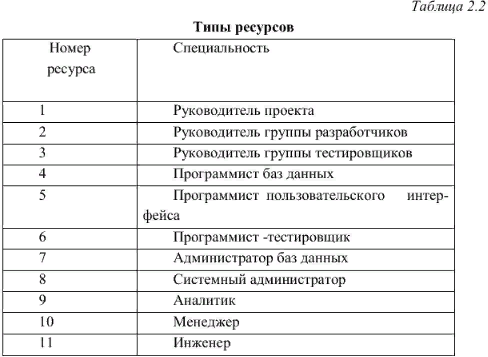 Таблица 2.2
Типы ресурсов
Номер ресурса Специальность
1 Руководитель проекта
2 Руководитель группы разработчиков
3 Руководитель группы тестировщиков
4 Программист баз данных
5 Программист пользовательского интер-
фейса
6 Программист -тестировщик
7 Администратор баз данных
8 Системный администратор
9 Аналитик
10 Менеджер
11 Инженер